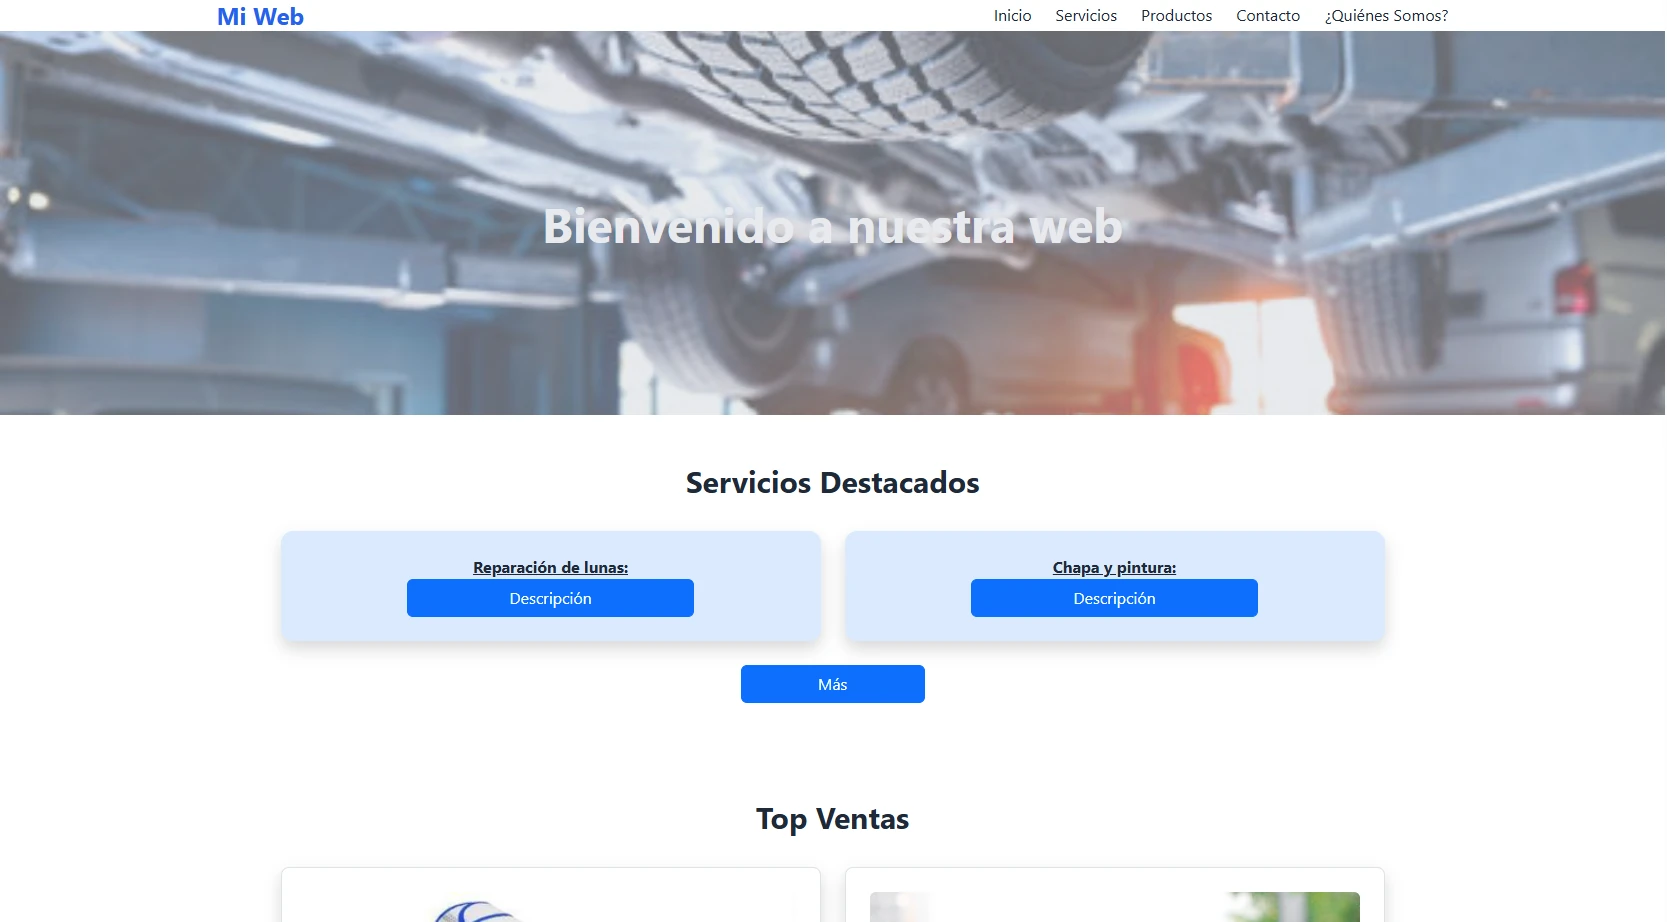 Mi Web
Inicio Servicios Productos Contacto ¿Quiénes Somos?
Bienvenido a nuestra web
Servicios Destacados
Reparación de lunas:
Descripción
Chapa y pintura:
Descripción
Más
Top Ventas